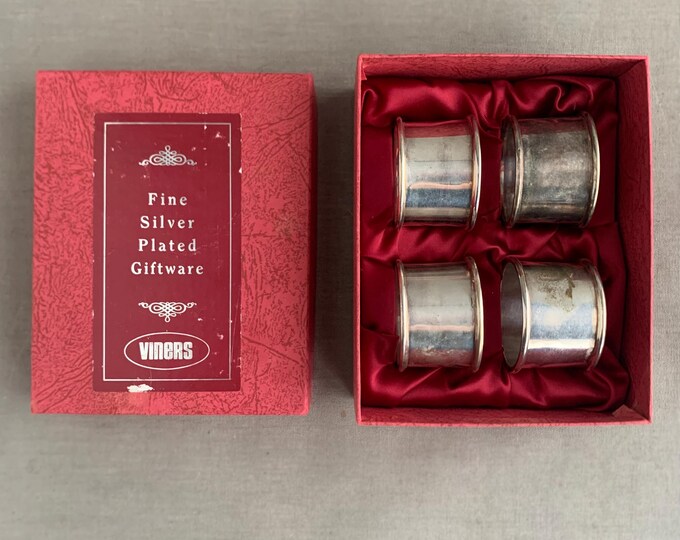 Fine
Silver
Plated
Giftware
VINERS